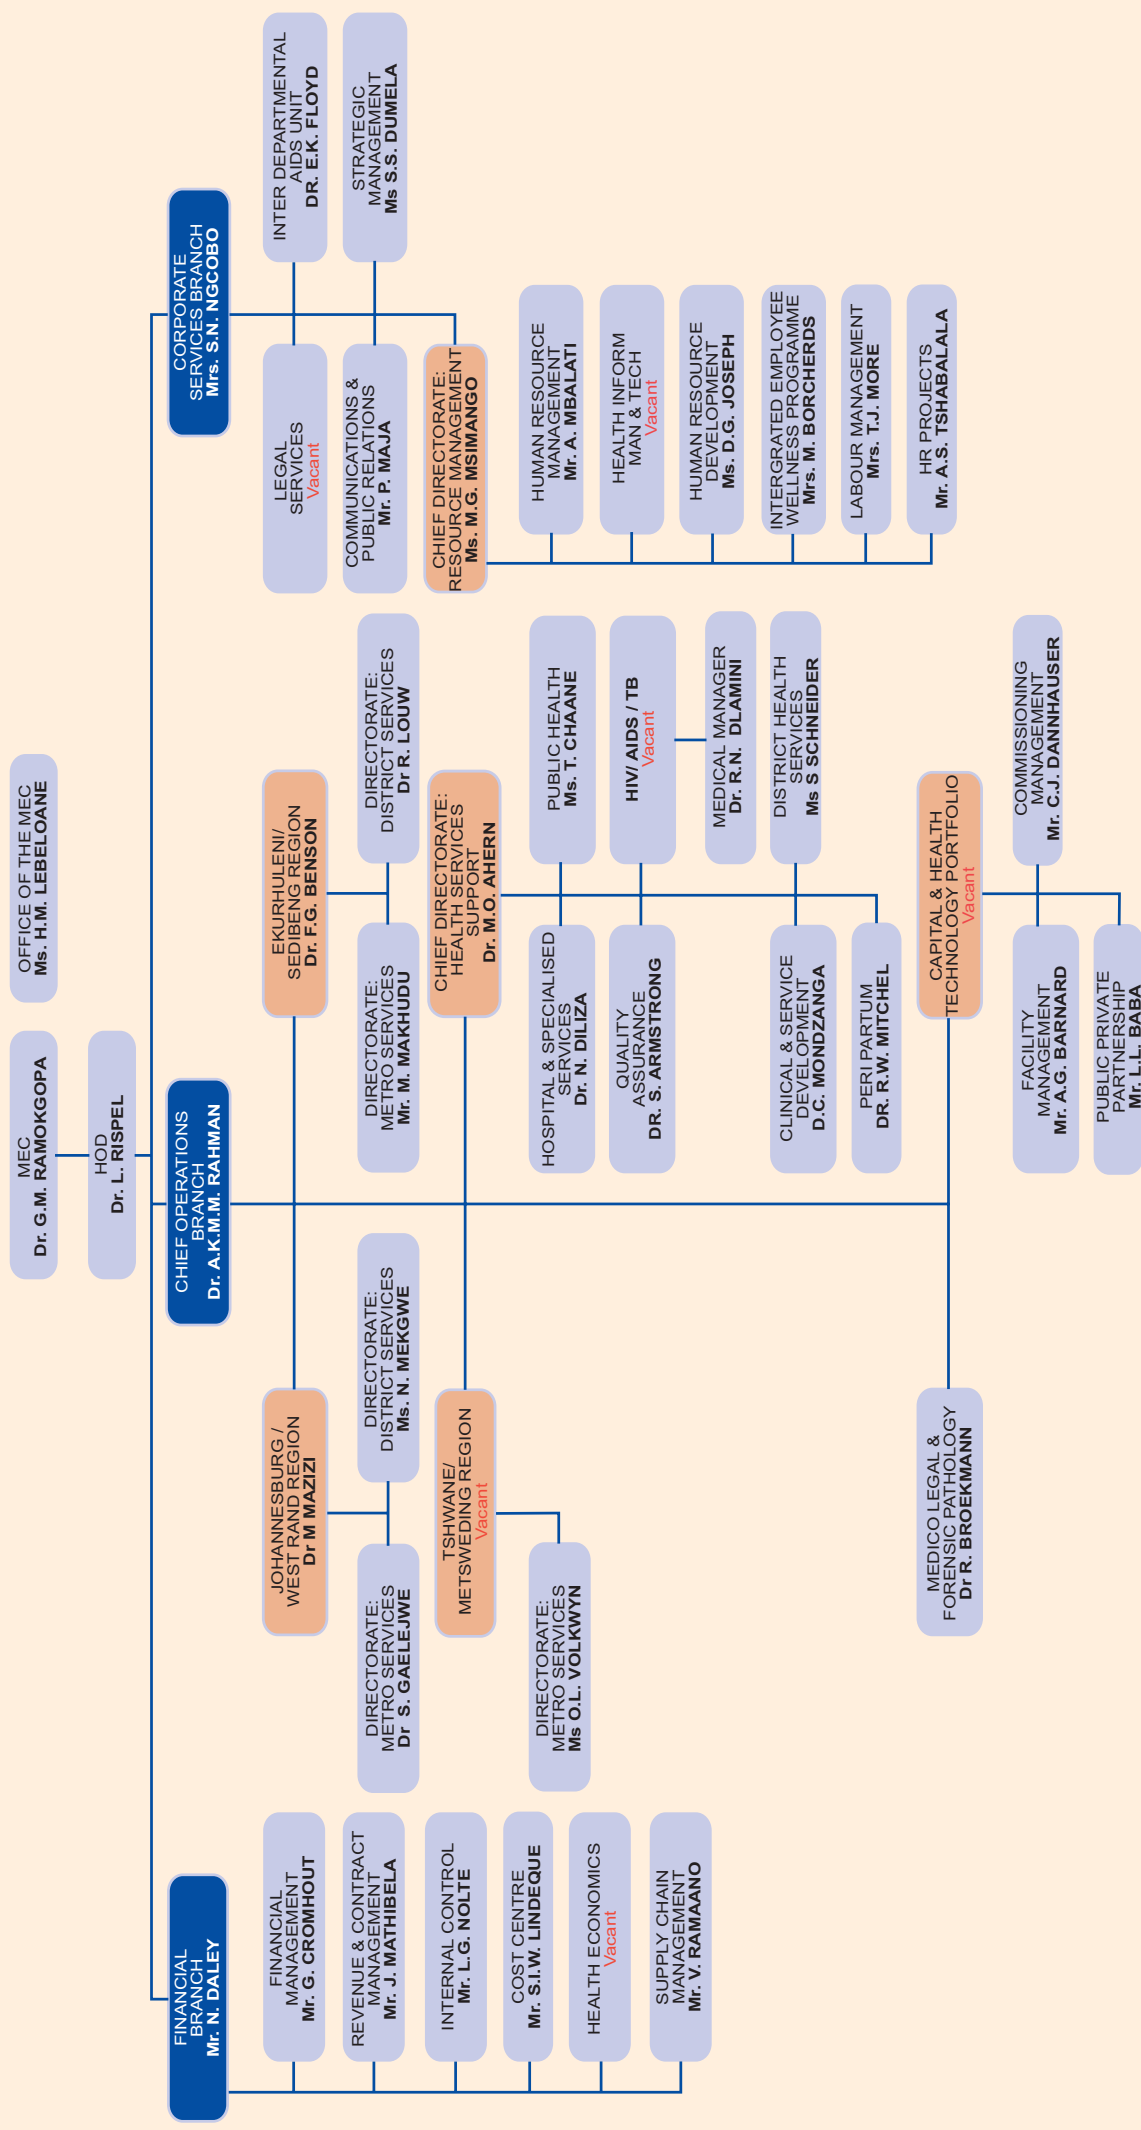 MEC
Dr. G.M. RAMOKGOPA
OFFICE OF THE MEC
Ms. H.M. LEBELOANE
HOD
Dr. L. RISPEL
FINANCIAL
BRANCH
Mr. N. DALEY
CHIEF OPERATIONS
BRANCH
Dr. A.K.M.M. RAHMAN
CORPORATE
SERVICES BRANCH
Mrs. S.N. NGCOBO
FINANCIAL
MANAGEMENT
Mr. G. CROMHOUT
REVENUE & CONTRACT
MANAGEMENT
Mr. J. MATHIBELA
INTERNAL CONTROL
Mr. L.G. NOLTE
COST CENTRE
Mr. S.I.W. LINDEQUE
HEALTH ECONOMICS
Vacant
SUPPLY CHAIN
MANAGEMENT
Mr. V. RAMAANO
JOHANNESBURG /
WEST RAND REGION
Dr M MAZIZI
DIRECTORATE:
METRO SERVICES
Dr S. GAELEJWE
DIRECTORATE:
DISTRICT SERVICES
Ms. N. MEKGWE
TSHWANE/
METSWEDING REGION
Vacant
DIRECTORATE:
METRO SERVICES
Ms O.L. VOLKWYN
MEDICO LEGAL &
FORENSIC PATHOLOGY
Dr R. BROEKMANN
EKURHULENI/
SEDIBENG REGION
Dr. F.G. BENSON
DIRECTORATE:
METRO SERVICES
Mr. M. MAKHUDU
DIRECTORATE:
DISTRICT SERVICES
Dr R. LOUW
CHIEF DIRECTORATE:
HEALTH SERVICES
SUPPORT
Dr. M.O. AHERN
HOSPITAL & SPECIALISED
SERVICES
Dr. N. DILIZA
PUBLIC HEALTH
Ms. T. CHAANE
QUALITY
ASSURANCE
DR. S. ARMSTRONG
HIV/ AIDS / TB
Vacant
MEDICAL MANAGER
Dr. R.N. DLAMINI
CLINICAL & SERVICE
DEVELOPMENT
D.C. MONDZANGA
DISTRICT HEALTH
SERVICES
Ms S SCHNEIDER
PERI PARTUM
DR. R.W. MITCHEL
CAPITAL & HEALTH
TECHNOLOGY PORTFOLIO
Vacant
FACILITY
MANAGEMENT
Mr. A.G. BARNARD
COMMISSIONING
MANAGEMENT
Mr. C.J. DANNHAUSER
PUBLIC PRIVATE
PARTNERSHIP
Mr. L.L. BABA
LEGAL
SERVICES
Vacant
INTER DEPARTMENTAL
AIDS UNIT
DR. E.K. FLOYD
COMMUNICATIONS &
PUBLIC RELATIONS
Mr. P. MAJA
STRATEGIC
MANAGEMENT
Ms S.S. DUMELA
CHIEF DIRECTORATE:
RESOURCE MANAGEMENT
Ms. M.G. MSIMANGO
HUMAN RESOURCE
MANAGEMENT
Mr. A. MBALATI
HEALTH INFORM
MAN & TECH
Vacant
HUMAN RESOURCE
DEVELOPMENT
Ms. D.G. JOSEPH
INTERGRATED EMPLOYEE
WELLNESS PROGRAMME
Mrs. M. BORCHERDS
LABOUR MANAGEMENT
Mrs. T.J. MORE
HR PROJECTS
Mr. A.S. TSHABALALA